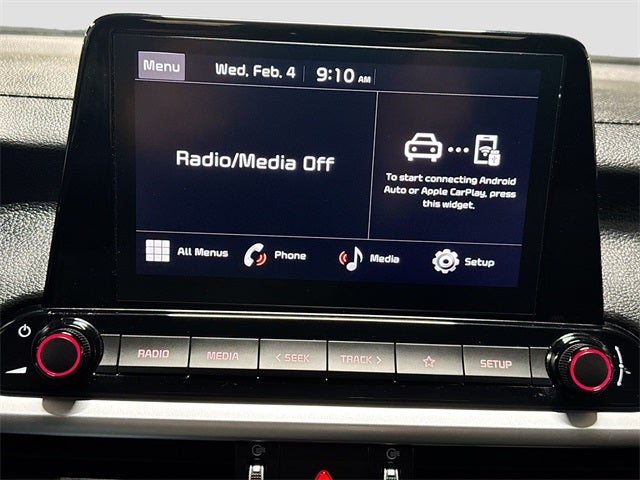 Menu
Wed, Feb. 4
9:10 AM
Radio/Media Off
To start connecting Android
Auto or Apple CarPlay, press
this widget.
All Menus
Phone
Media
Setup
RADIO
MEDIA
< SEEK
TRACK >
SETUP